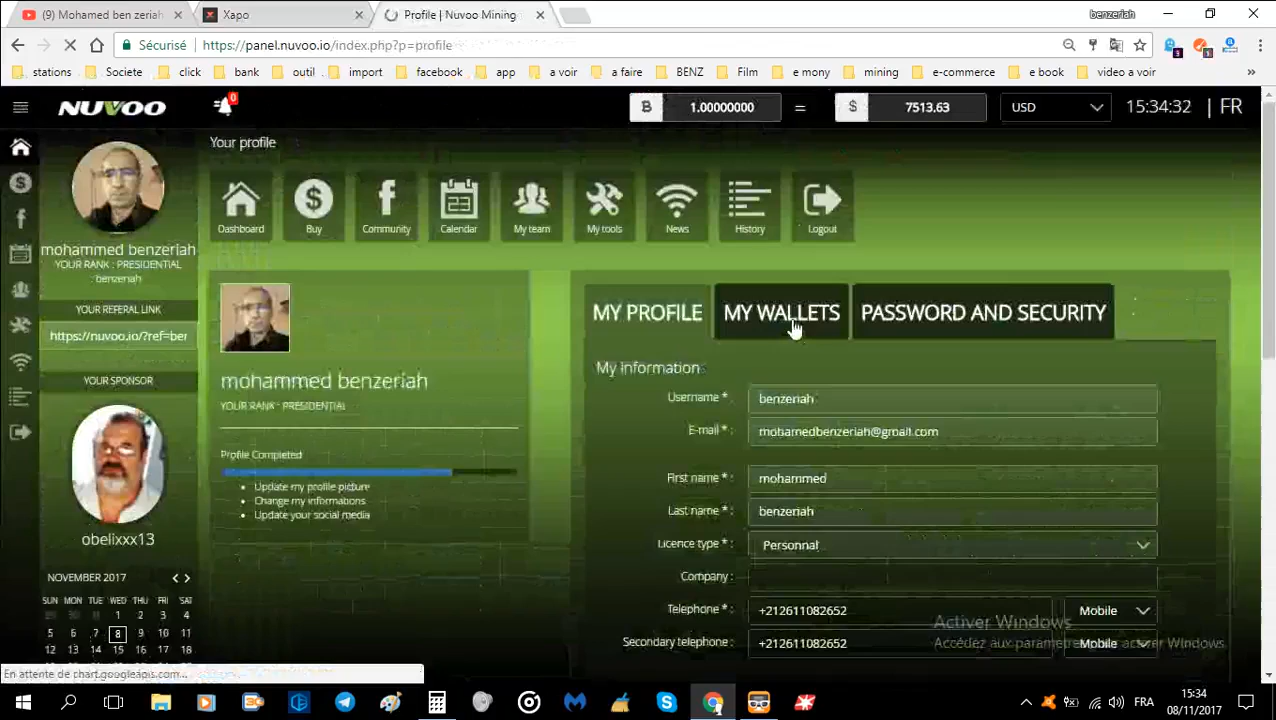 (9) Mohamed ben zeriah
Xapo
Profile | Nuvoo Mining
benzeriah
Sécurisé
https://panel.nuvoo.io/index.php?p=profile
stations
Societe
click
bank
outil
import
facebook
app
a voir
a faire
BENZ
Film
e mony
mining
e-commerce
e book
video a voir
NUVOO
0
1.00000000
=
$
7513.63
USD
15:34:32 | FR
Your profile
Dashboard
Buy
Community
Calendar
My team
My tools
News
History
Logout
mohammed benzeriah
YOUR RANK : PRESIDENTIAL
: benzeriah
YOUR REFERAL LINK
https://nuvoo.io/?ref=ber
YOUR SPONSOR
obelixxx13
mohammed benzeriah
YOUR RANK : PRESIDENTIAL
Profile Completed
Update my profile picture
Change my informations
Update your social media
MY PROFILE
MY WALLETS
PASSWORD AND SECURITY
My Information
Username * : benzeriah
E-mail * : mohamedbenzeriah@gmail.com
First name * : mohammed
Last name * : benzeriah
Licence type * : Personnal
Company :
Telephone * : +212611082652 Mobile
Secondary telephone : +212611082652 Mobile
NOVEMBER 2017
SUN MON TUE WED THU FRI SAT
1 2 3 4
5 6 7 8 9 10 11
12 13 14 15 16 17 18
Activer Windows
Accédez aux paramètres activer Windows.
En attente de chart.googleapis.com...
FRA
15:34
08/11/2017